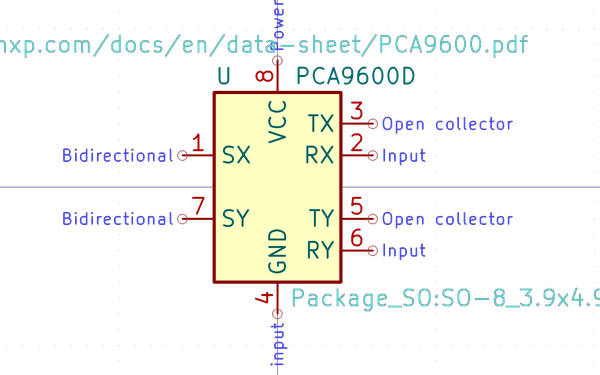 Power
nxp.com/docs/en/data-sheet/PCA9600.pdf
U PCA9600D
8
VCC
TX 3 Open collector
Bidirectional 1 SX RX 2 Input
Bidirectional 7 SY TY 5 Open collector
RY 6 Input
GND
4
Package_SO:SO-8_3.9x4.9
input